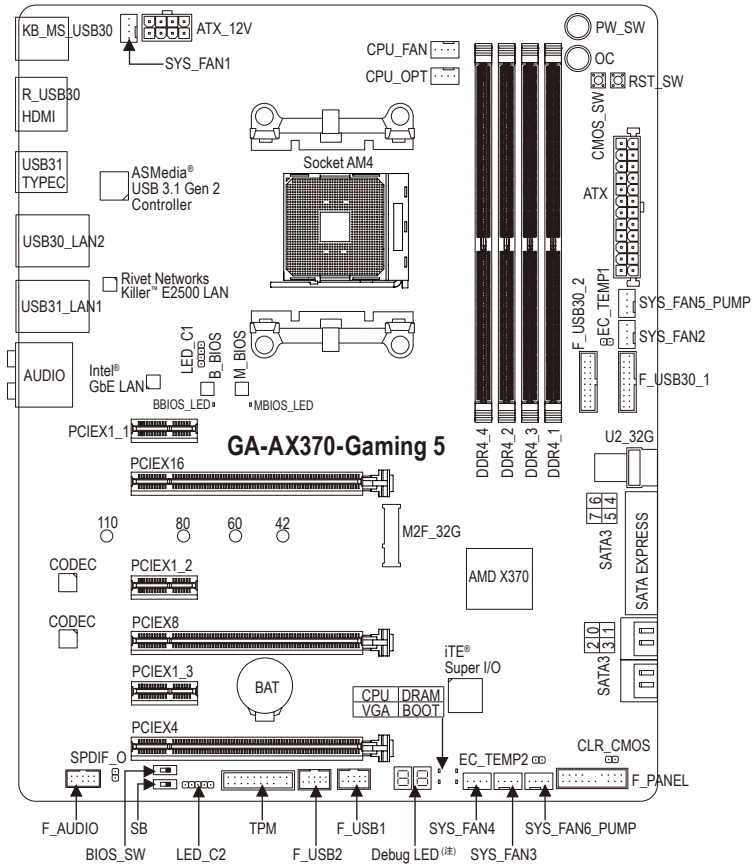 KB_MS_USB30
ATX_12V
SYS_FAN1
CPU_FAN
CPU_OPT
PW_SW
OC
RST_SW
CMOS_SW
R_USB30
HDMI
USB31
TYPEC
ASMedia®
USB 3.1 Gen 2
Controller
Socket AM4
ATX
USB30_LAN2
Rivet Networks
Killer™ E2500 LAN
USB31_LAN1
F_USB30_2
EC_TEMP1
SYS_FAN5_PUMP
SYS_FAN2
F_USB30_1
AUDIO
Intel®
GbE LAN
LED_C1
B_BIOS
M_BIOS
BBIOS_LED
MBIOS_LED
PCIEX1_1
GA-AX370-Gaming 5
DDR4_4
DDR4_2
DDR4_3
DDR4_1
U2_32G
PCIEX16
110
80
60
42
M2F_32G
7 6
5 4
SATA3
SATA EXPRESS
CODEC
PCIEX1_2
AMD X370
CODEC
PCIEX8
2 0
3 1
SATA3
iTE®
Super I/O
PCIEX1_3
BAT
CPU DRAM
VGA BOOT
PCIEX4
SPDIF_O
EC_TEMP2
CLR_CMOS
F_PANEL
F_AUDIO
SB
TPM
F_USB1
SYS_FAN4
SYS_FAN6_PUMP
BIOS_SW
LED_C2
F_USB2
Debug LED (注)
SYS_FAN3